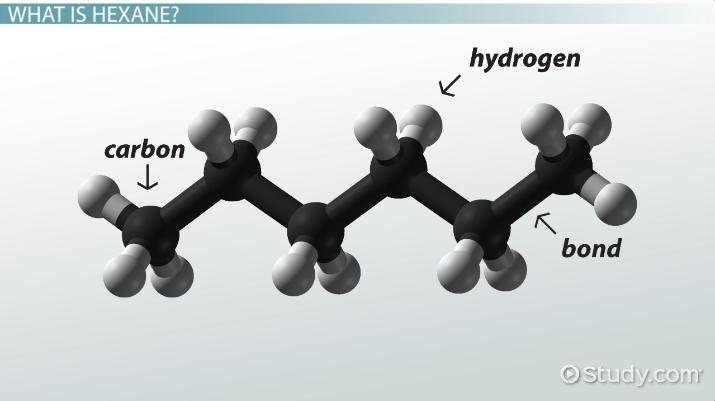 WHAT IS HEXANE?
hydrogen
carbon
bond
Study.com